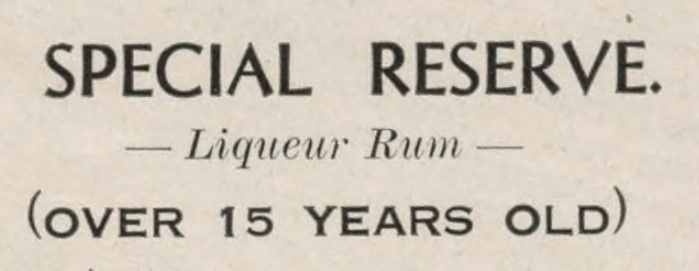 SPECIAL RESERVE.
— Liqueur Rum —
(OVER 15 YEARS OLD)